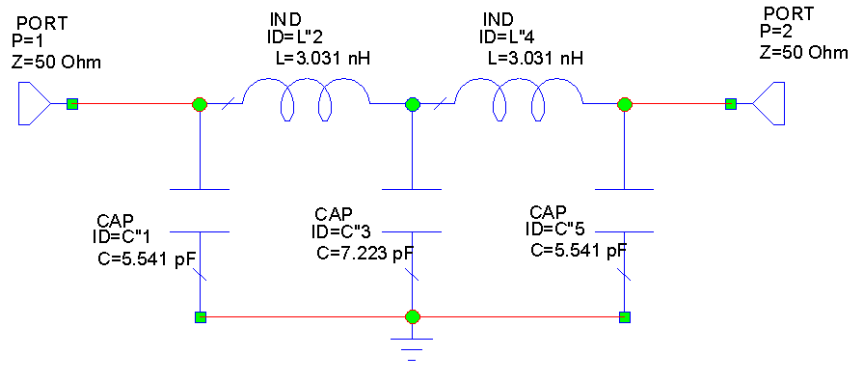 PORT
P=1
Z=50 Ohm
IND
ID=L"2
L=3.031 nH
IND
ID=L"4
L=3.031 nH
PORT
P=2
Z=50 Ohm
CAP
ID=C"1
C=5.541 pF
CAP
ID=C"3
C=7.223 pF
CAP
ID=C"5
C=5.541 pF